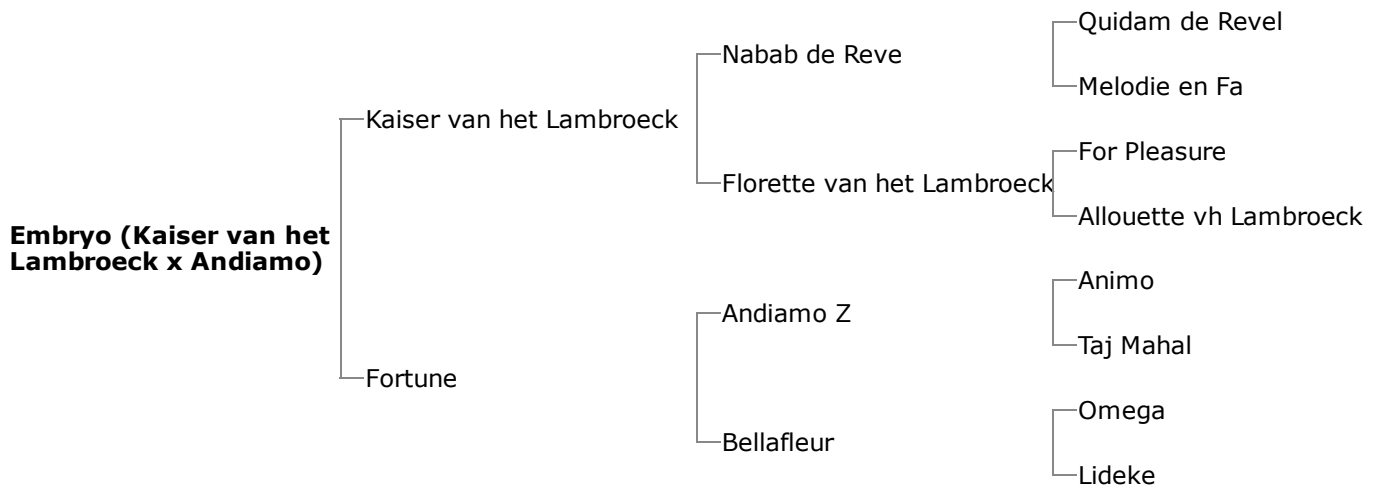 Quidam de Revel
Nabab de Reve
Melodie en Fa
Kaiser van het Lambroeck
For Pleasure
Florette van het Lambroeck
Allouette vh Lambroeck
Embryo (Kaiser van het
Lambroeck x Andiamo)
Animo
Andiamo Z
Taj Mahal
Fortune
Omega
Bellafleur
Lideke